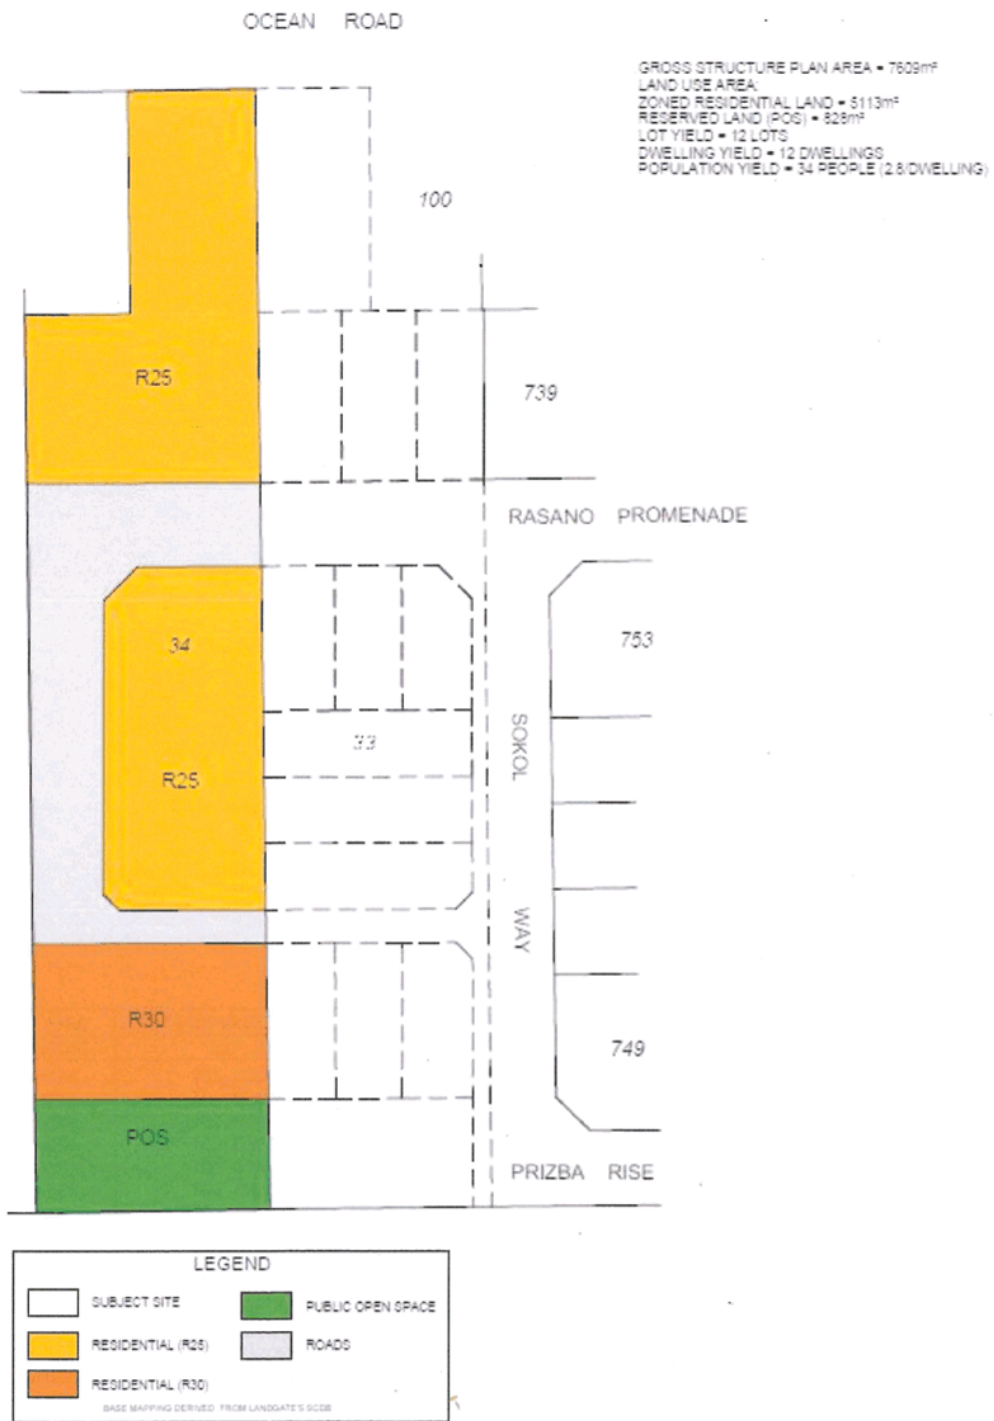 OCEAN ROAD
GROSS STRUCTURE PLAN AREA = 7609m²
LAND USE AREA:
ZONED RESIDENTIAL LAND = 5113m²
RESERVED LAND (POS) = 828m²
LOT YIELD = 12 LOTS
DWELLING YIELD = 12 DWELLINGS
POPULATION YIELD = 34 PEOPLE (2.8/DWELLING)
100
R25
739
RASANO PROMENADE
34
753
33
SOKOL WAY
R25
R30
749
POS
PRIZBA RISE
LEGEND
SUBJECT SITE
PUBLIC OPEN SPACE
RESIDENTIAL (R25)
ROADS
RESIDENTIAL (R30)
BASE MAPPING DERIVED FROM LANDGATE'S SCDB